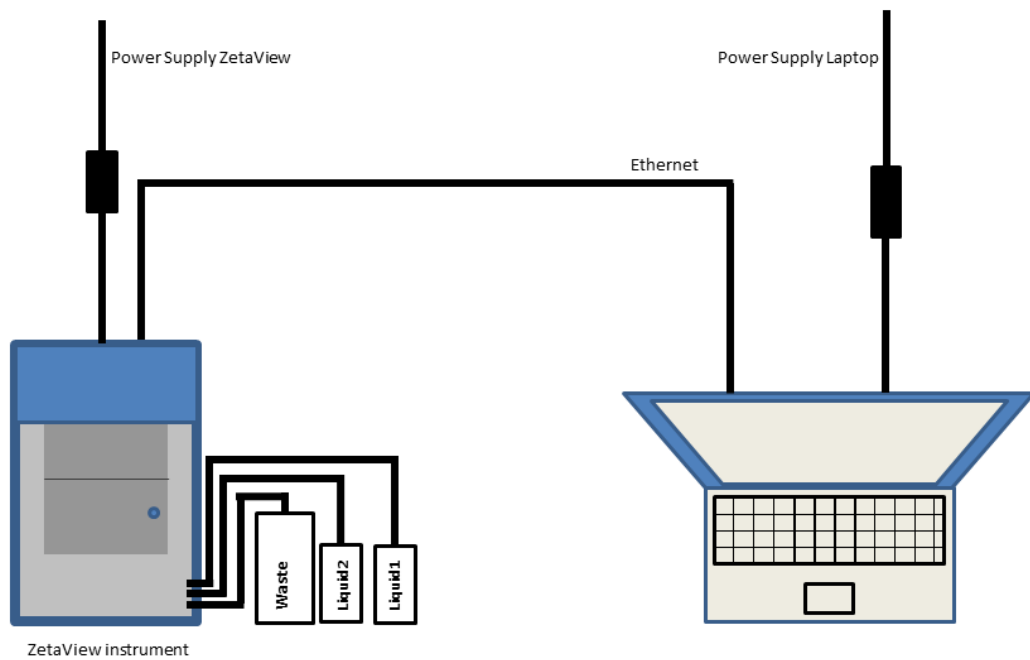 Power Supply ZetaView
Power Supply Laptop
Ethernet
Waste
Liquid2
Liquid1
ZetaView instrument